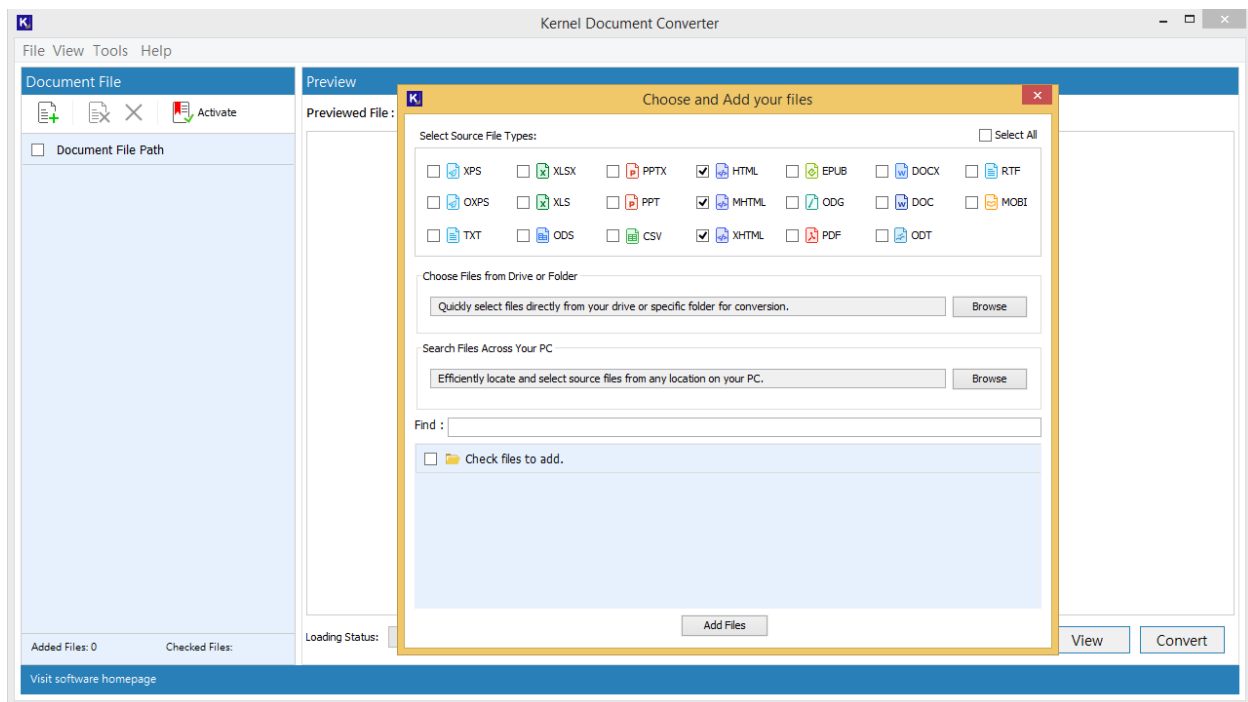 Kernel Document Converter
File View Tools Help
Document File
Preview
Activate
Previewed File :
Document File Path
Choose and Add your files
Select Source File Types:
Select All
XPS XLSX PPTX HTML EPUB DOCX RTF
OXPS XLS PPT MHTML ODG DOC MOBI
TXT ODS CSV XHTML PDF ODT
Choose Files from Drive or Folder
Quickly select files directly from your drive or specific folder for conversion.
Browse
Search Files Across Your PC
Efficiently locate and select source files from any location on your PC.
Browse
Find :
Check files to add.
Add Files
Loading Status:
View
Convert
Added Files: 0
Checked Files:
Visit software homepage